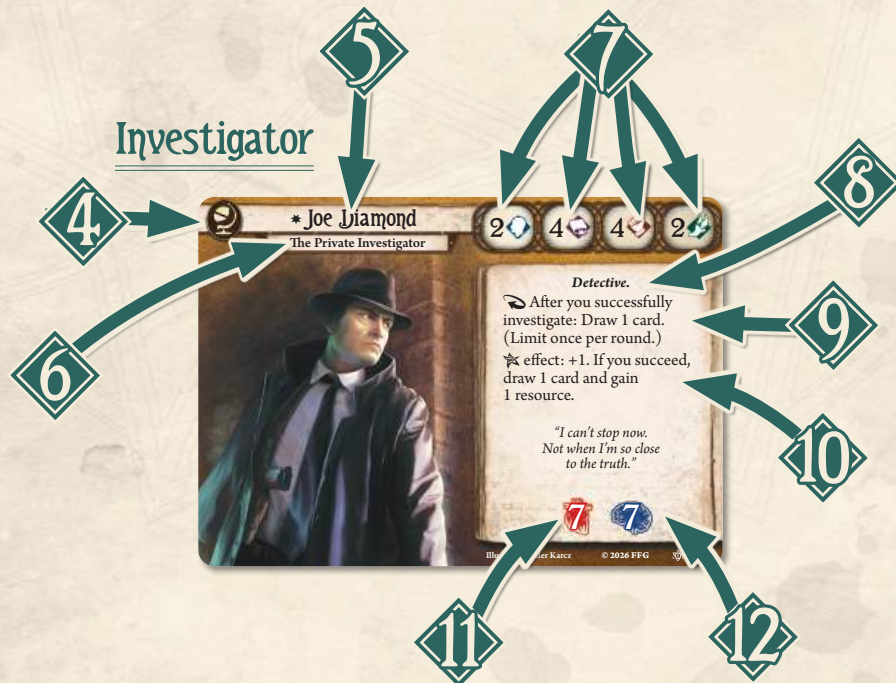 5
7
Investigator
8
4
Joe Diamond
2 4 4 2
The Private Investigator
Detective.
After you successfully
investigate: Draw 1 card.
(Limit once per round.)
9
6
effect: +1. If you succeed,
draw 1 card and gain
1 resource.
10
“I can’t stop now.
Not when I’m so close
to the truth.”
7 7
Karcz © 2026 FFG
11
12